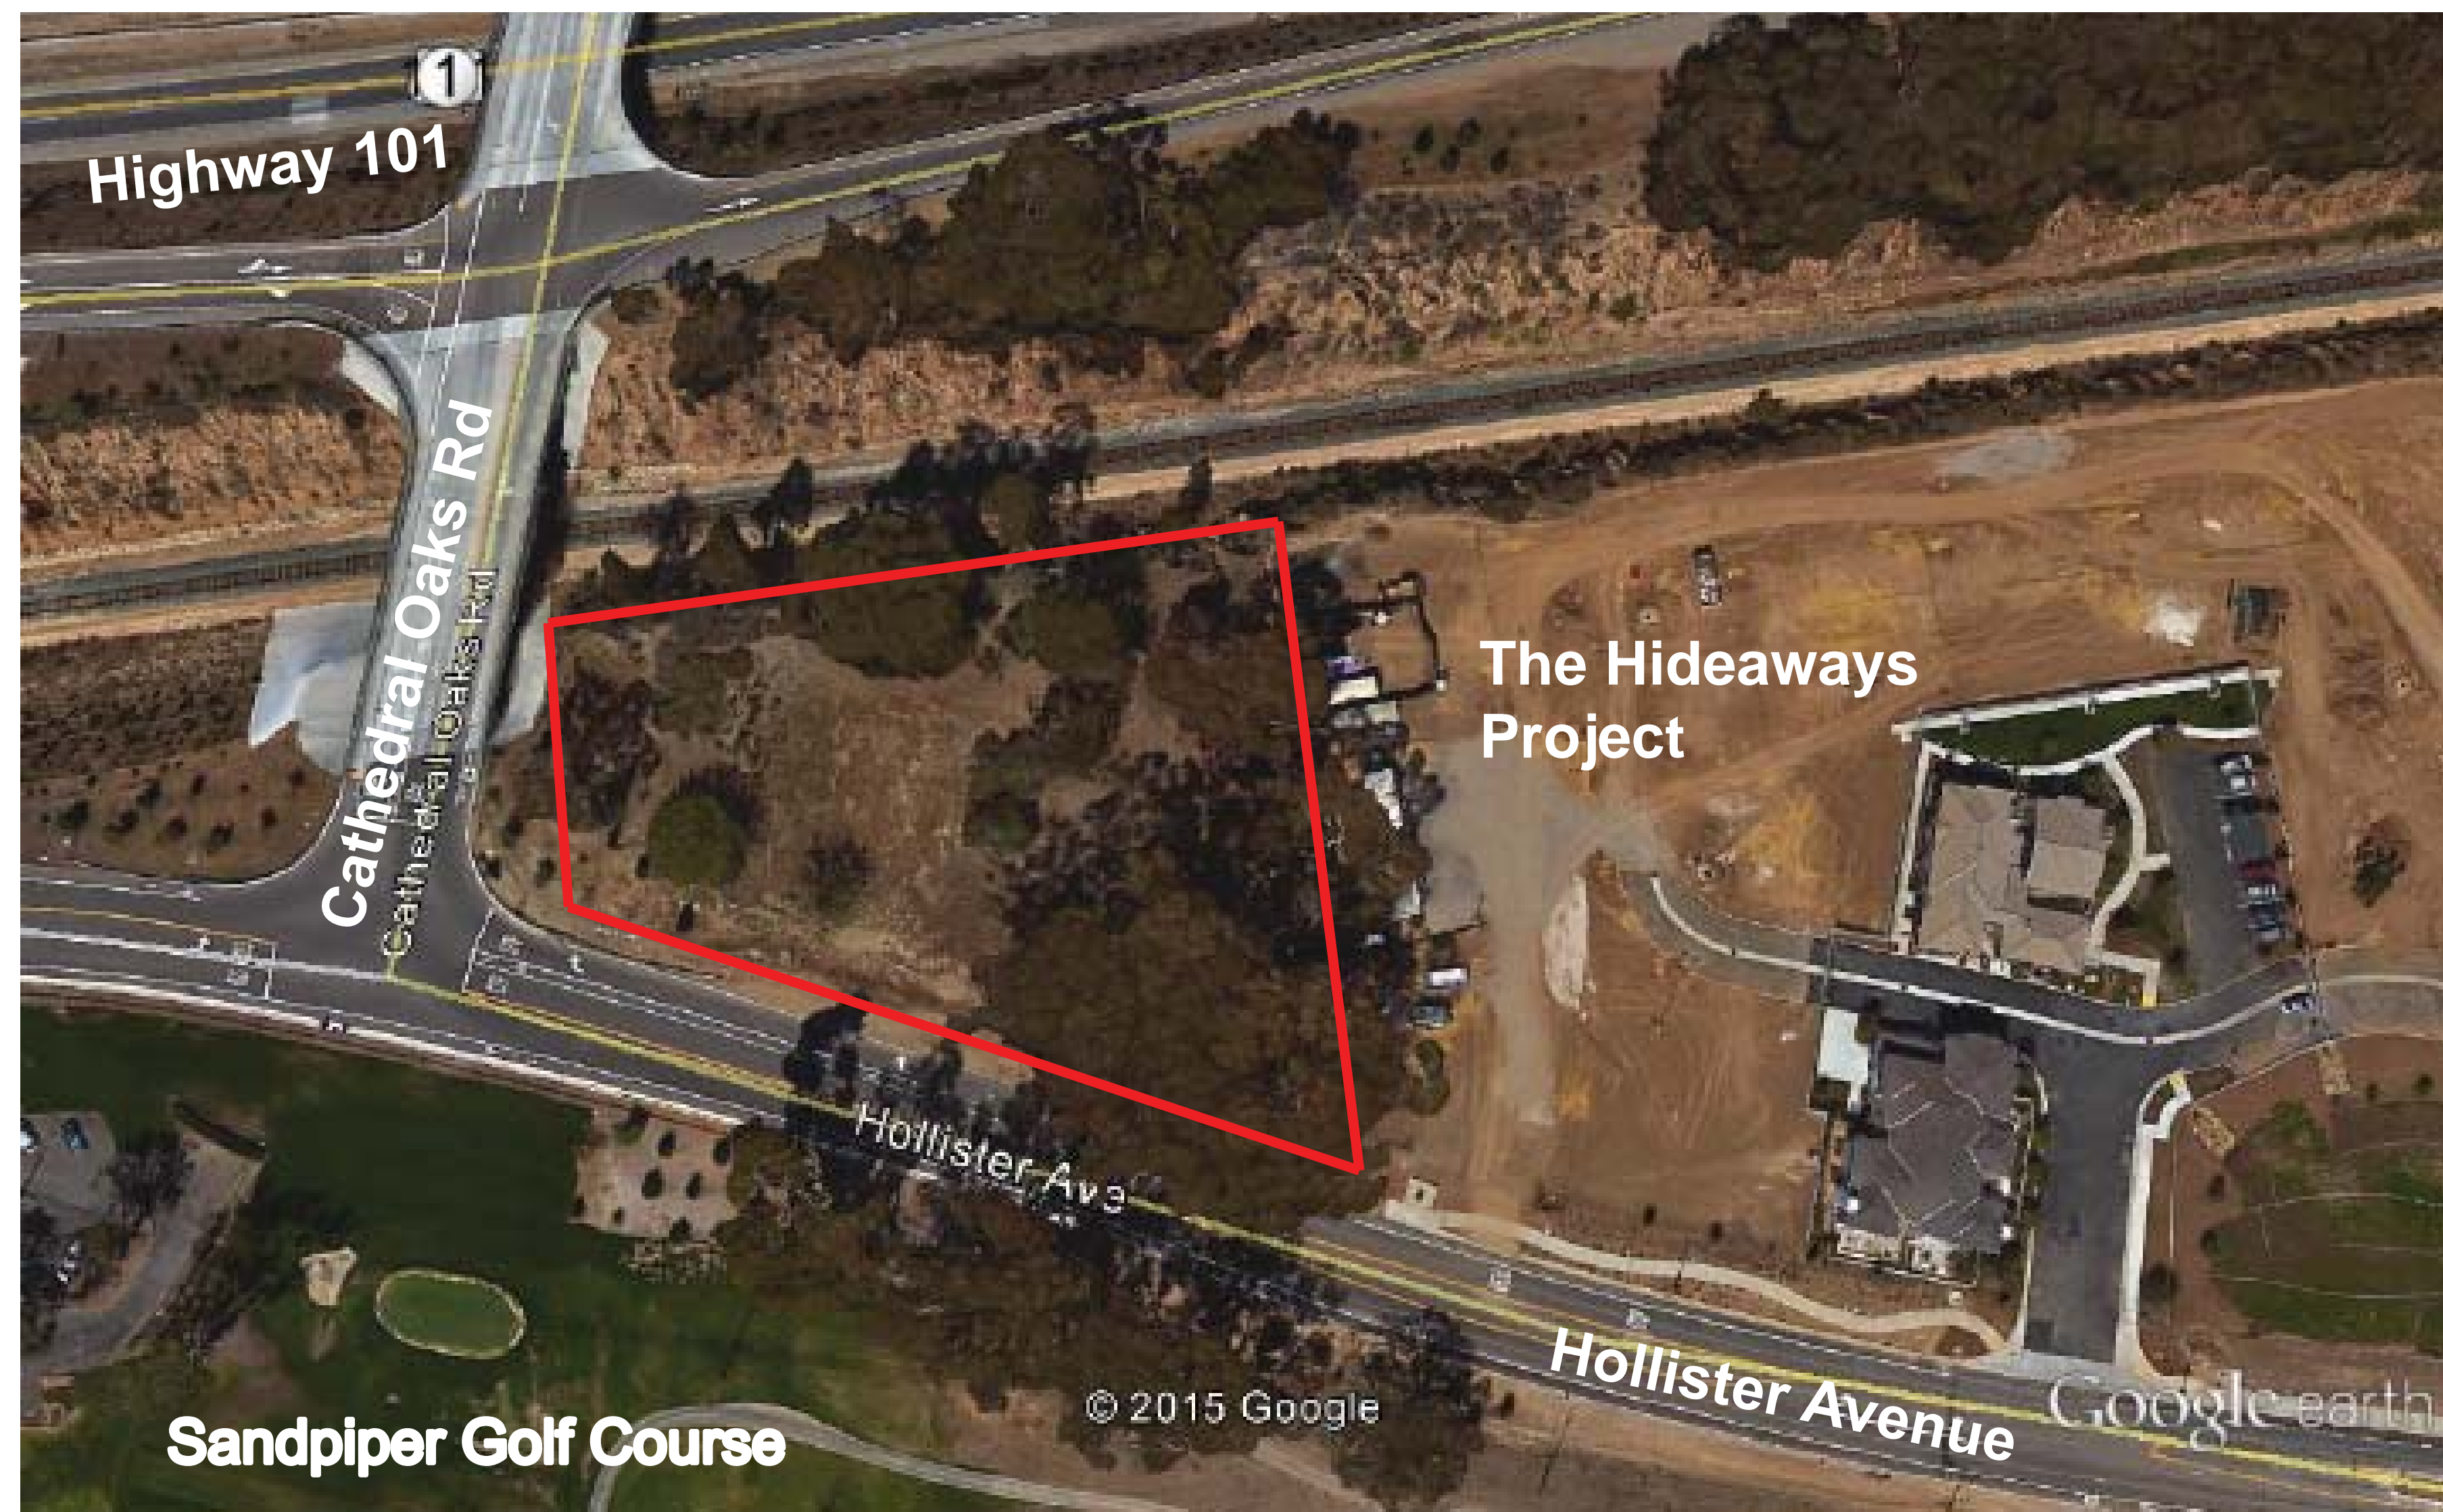 1
Highway 101
Cathedral Oaks Rd
Cathedral Oaks Rd
The Hideaways
Project
Hollister Av
Hollister Avenue
© 2015 Google
Google earth
Sandpiper Golf Course